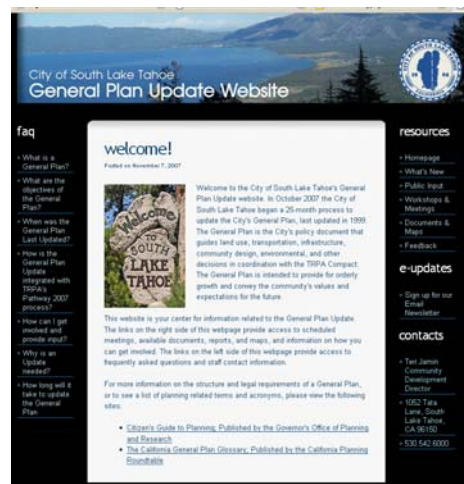 City of South Lake Tahoe
General Plan Update Website
faq
What is a
General Plan?
What are the
objectives of
the General
Plan?
When was the
General Plan
Last Updated?
How is the
General Plan
Update
integrated with
TRPA's
Pathway 2007
process?
How can I get
involved and
provide input?
Why is an
Update
needed?
How long will it
take to update
the General
Plan
welcome!
Posted on November 7, 2007
Welcome
TO
SOUTH
LAKE
TAHOE
Welcome to the City of South Lake Tahoe's General
Plan Update website. In October 2007 the City of
South Lake Tahoe began a 25-month process to
update the City's General Plan, last updated in 1999.
The General Plan is the City's policy document that
guides land use, transportation, infrastructure,
community design, environmental, and other
decisions in coordination with the TRPA Compact.
The General Plan is intended to provide for orderly
growth and convey the community's values and
expectations for the future.
This website is your center for information related to the General Plan Update.
The links on the right side of this webpage provide access to scheduled
meetings, available documents, reports, and maps, and information on how you
can get involved. The links on the left side of this webpage provide access to
frequently asked questions and staff contact information.
For more information on the structure and legal requirements of a General Plan,
or to see a list of planning related terms and acronyms, please view the following
sites:
Citizen's Guide to Planning; Published by the Governor's Office of Planning
and Research
The California General Plan Glossary; Published by the California Planning
Roundtable
resources
Homepage
What's New
Public Input
Workshops &
Meetings
Documents &
Maps
Feedback
e-updates
Sign up for our
Email
Newsletter
contacts
Teri Jamin
Community
Development
Director
1052 Tata
Lane, South
Lake Tahoe,
CA 96150
530.542.6000